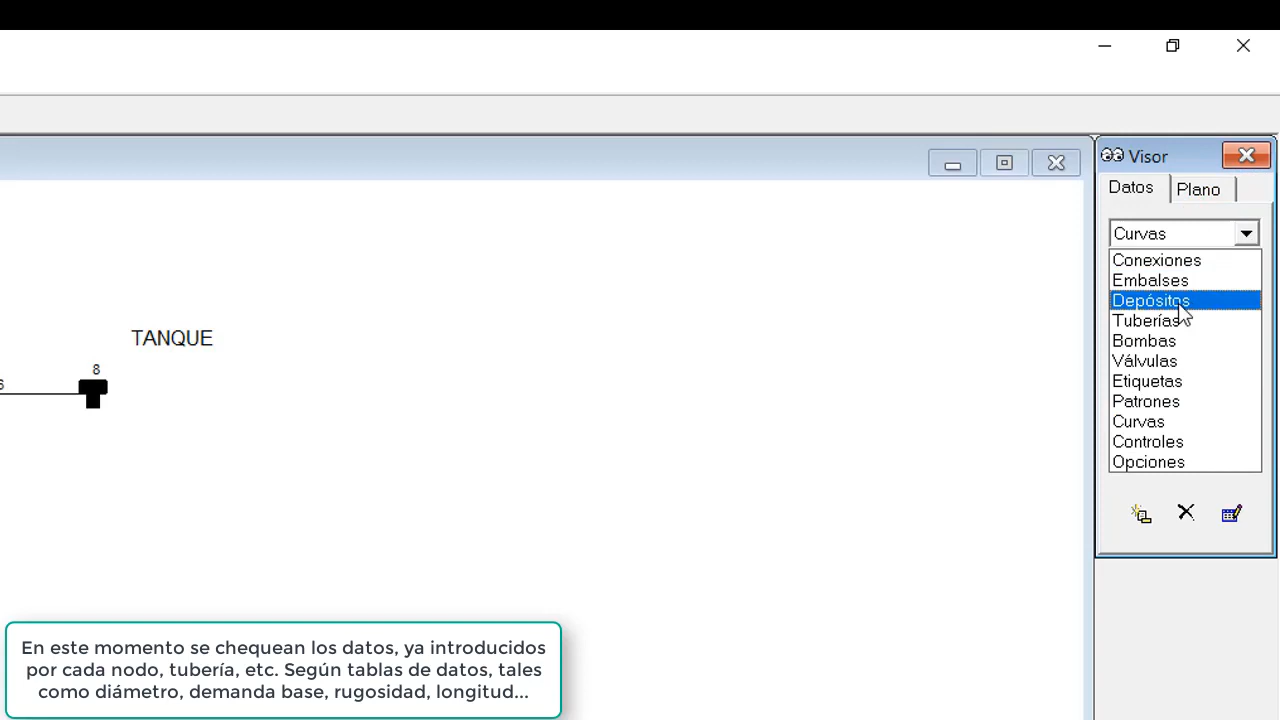 Visor
Datos
Plano
Curvas
Conexiones
Embalses
Depósitos
Tuberías
Bombas
Válvulas
Etiquetas
Patrones
Curvas
Controles
Opciones
TANQUE
8
6
En este momento se chequean los datos, ya introducidos
por cada nodo, tubería, etc. Según tablas de datos, tales
como diámetro, demanda base, rugosidad, longitud...